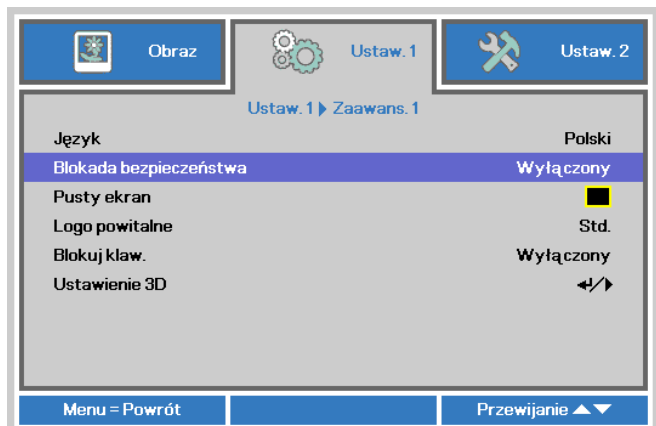 Obraz
Ustaw. 1
Ustaw. 2
Ustaw. 1 Zaawans. 1
Język Polski
Blokada bezpieczeństwa Wyłączony
Pusty ekran
Logo powitalne Std.
Blokuj klaw. Wyłączony
Ustawienie 3D
Menu = Powrót Przewijanie